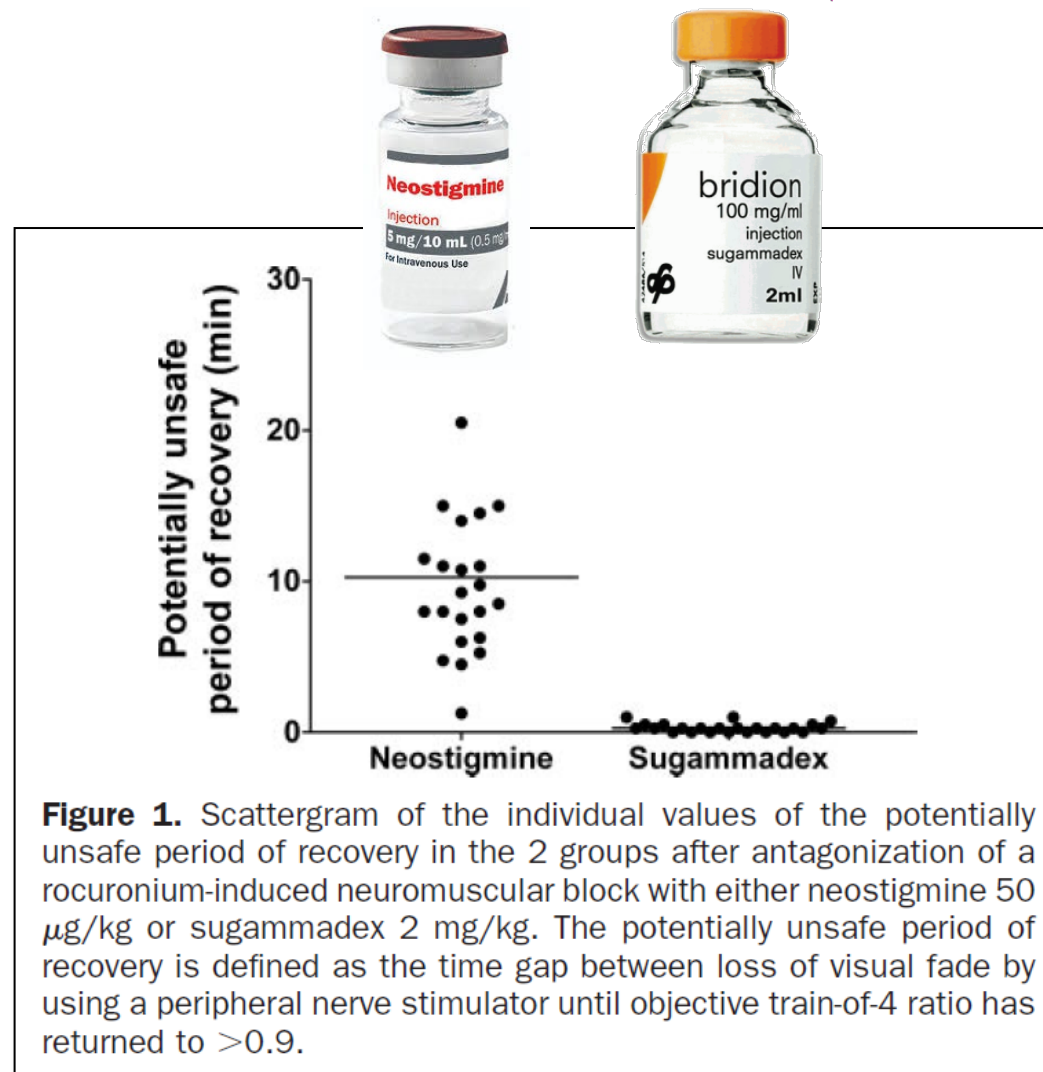 Neostigmine
Injection
5 mg/10 mL (0.5 mg/
For Intravenous Use
bridion
100 mg/ml
injection
sugammadex
IV
2ml
EXP
Potentially unsafe
period of recovery (min)
30
20
10
0
Neostigmine
Sugammadex
Figure 1. Scattergram of the individual values of the potentially
unsafe period of recovery in the 2 groups after antagonization of a
rocuronium-induced neuromuscular block with either neostigmine 50
μg/kg or sugammadex 2 mg/kg. The potentially unsafe period of
recovery is defined as the time gap between loss of visual fade by
using a peripheral nerve stimulator until objective train-of-4 ratio has
returned to >0.9.